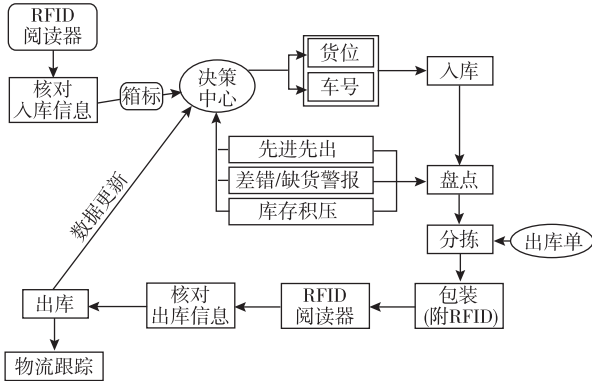 RFID
阅读器
核对
入库信息
箱标
决策
中心
货位
车号
入库
先进先出
差错/缺货警报
库存积压
盘点
数据更新
分拣
出库单
出库
核对
出库信息
RFID
阅读器
包装
(附RFID)
物流跟踪